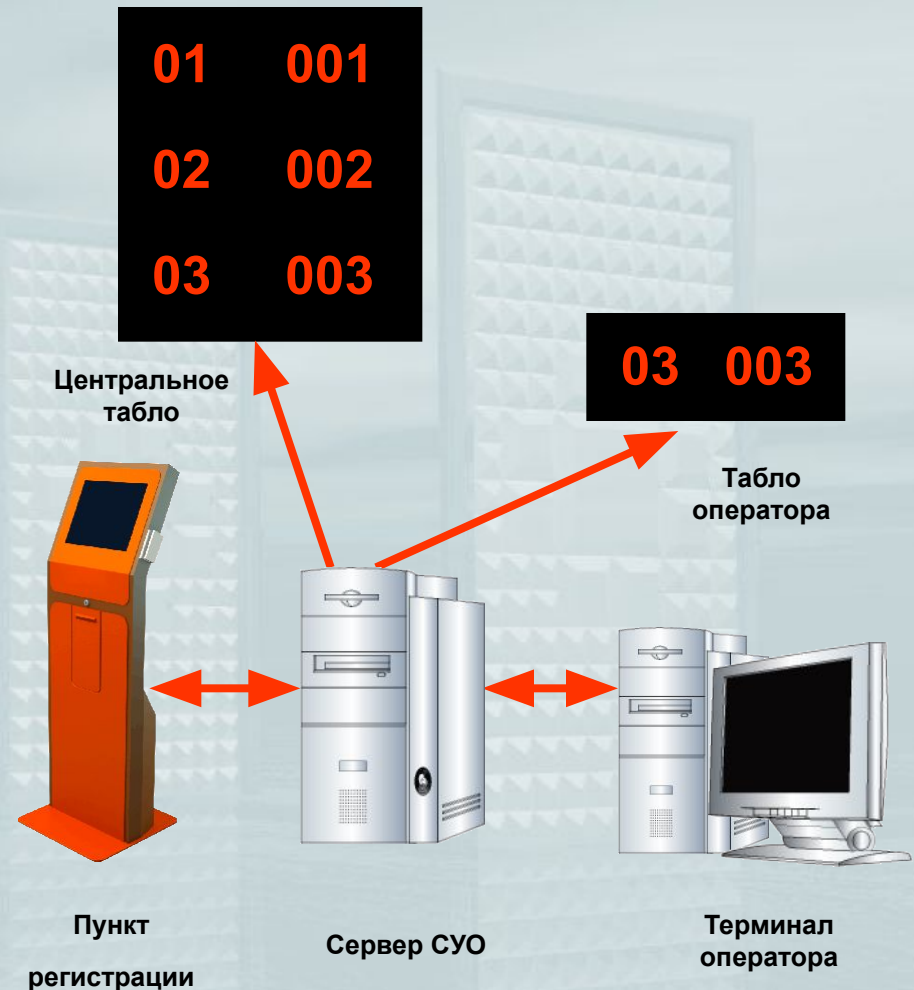 01 001
02 002
03 003
Центральное
табло
03 003
Табло
оператора
Пункт
регистрации
Сервер СУО
Терминал
оператора